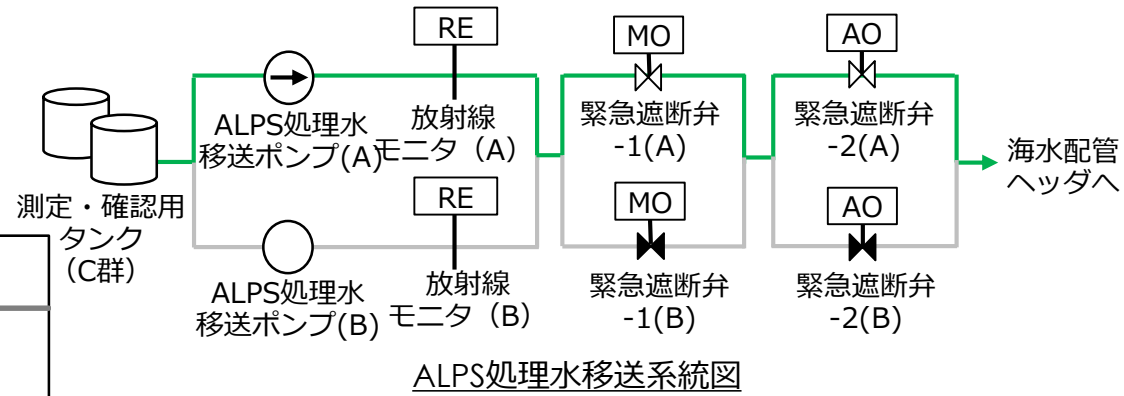 RE
MO
AO
ALPS処理水
移送ポンプ(A)
放射線
モニタ（A）
緊急遮断弁
-1(A)
緊急遮断弁
-2(A)
海水配管
ヘッダへ
測定・確認用
タンク
（C群）
RE
MO
AO
ALPS処理水
移送ポンプ(B)
放射線
モニタ（B）
緊急遮断弁
-1(B)
緊急遮断弁
-2(B)
ALPS処理水移送系統図